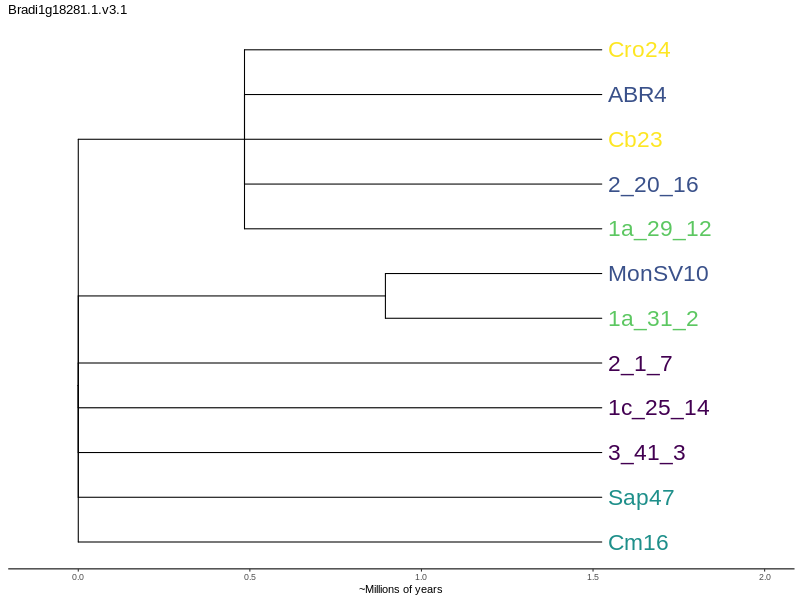 Bradi1g18281.1.v3.1
Cro24
ABR4
Cb23
2_20_16
1a_29_12
MonSV10
1a_31_2
2_1_7
1c_25_14
3_41_3
Sap47
Cm16
0.0 0.5 1.0 1.5 2.0
~Millions of years